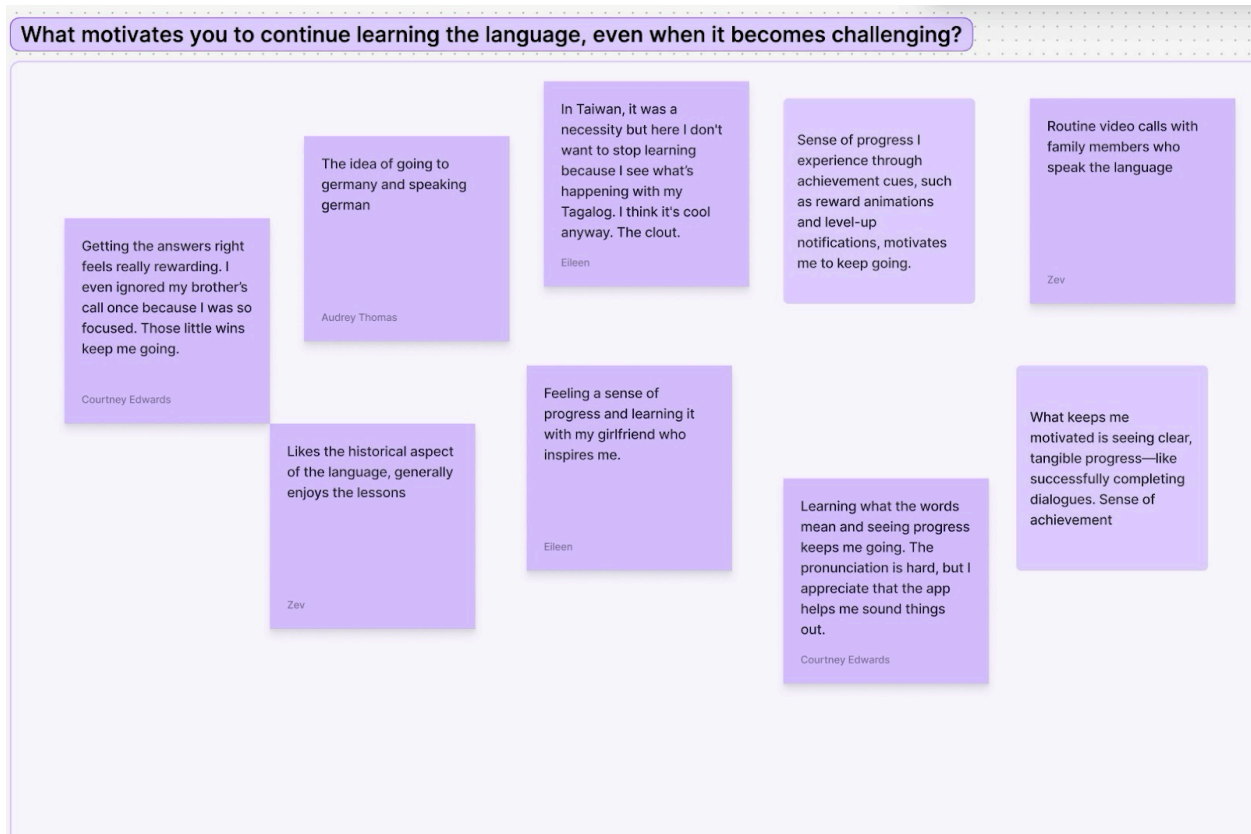 What motivates you to continue learning the language, even when it becomes challenging?
Getting the answers right
feels really rewarding. I
even ignored my brother’s
call once because I was so
focused. Those little wins
keep me going.
Courtney Edwards
The idea of going to
germany and speaking
german
Audrey Thomas
In Taiwan, it was a
necessity but here I don't
want to stop learning
because I see what’s
happening with my
Tagalog. I think it's cool
anyway. The clout.
Eileen
Sense of progress I
experience through
achievement cues, such
as reward animations
and level-up
notifications, motivates
me to keep going.
Routine video calls with
family members who
speak the language
Zev
Likes the historical aspect
of the language, generally
enjoys the lessons
Zev
Feeling a sense of
progress and learning it
with my girlfriend who
inspires me.
Eileen
Learning what the words
mean and seeing progress
keeps me going. The
pronunciation is hard, but I
appreciate that the app
helps me sound things
out.
Courtney Edwards
What keeps me
motivated is seeing clear,
tangible progress—like
successfully completing
dialogues. Sense of
achievement